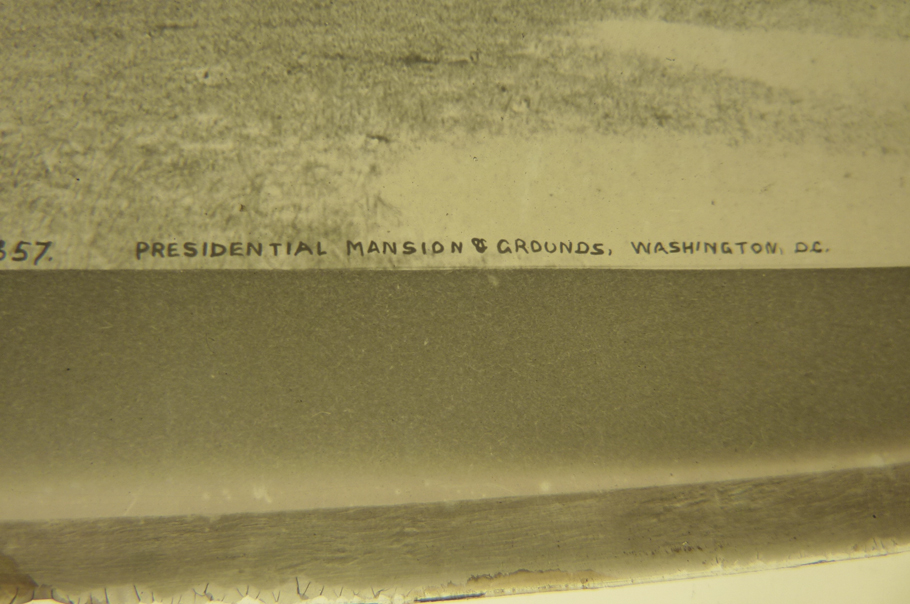 357. PRESIDENTIAL MANSION & GROUNDS, WASHINGTON, D.C.